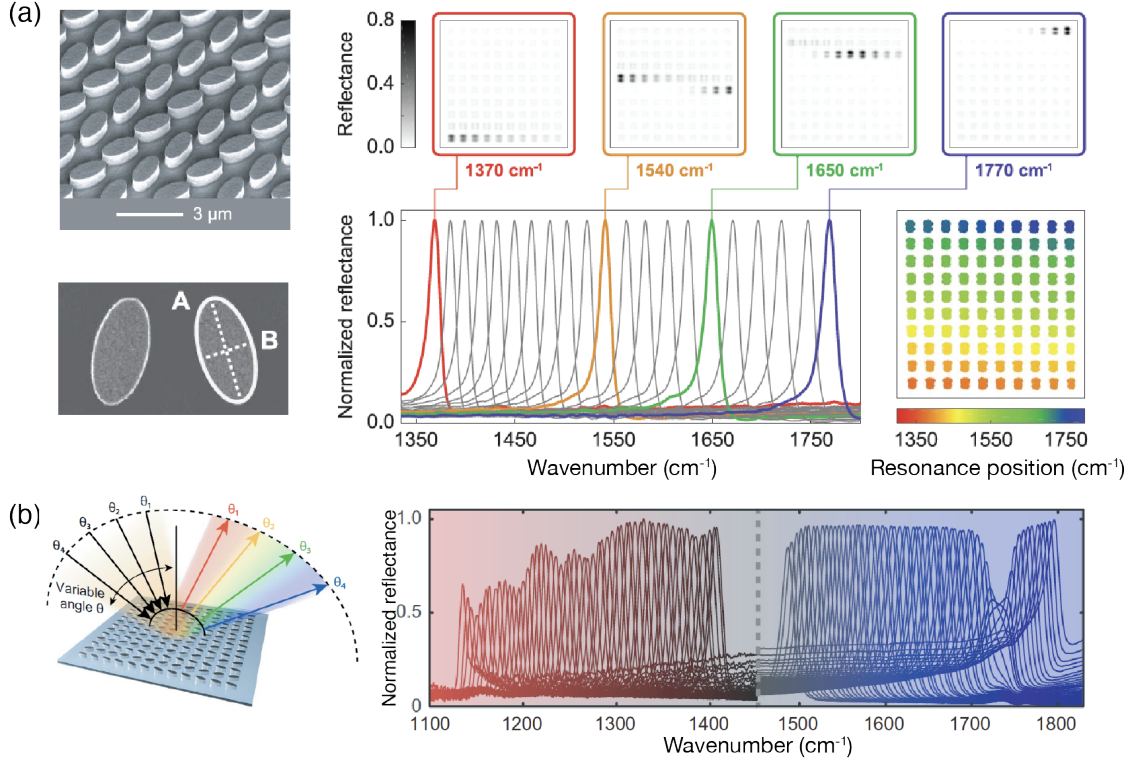 (a)
3 µm
A
B
Reflectance
0.8
0.4
0.0
1370 cm⁻¹
1540 cm⁻¹
1650 cm⁻¹
1770 cm⁻¹
Normalized reflectance
1.0
0.5
0.0
1350 1450 1550 1650 1750
Wavenumber (cm⁻¹)
1350 1550 1750
Resonance position (cm⁻¹)
(b)
θ₄ θ₃ θ₂ θ₁
θ₁ θ₂ θ₃ θ₄
Variable
angle θ
Normalized reflectance
1.0
0.5
0
1100 1200 1300 1400 1500 1600 1700 1800
Wavenumber (cm⁻¹)